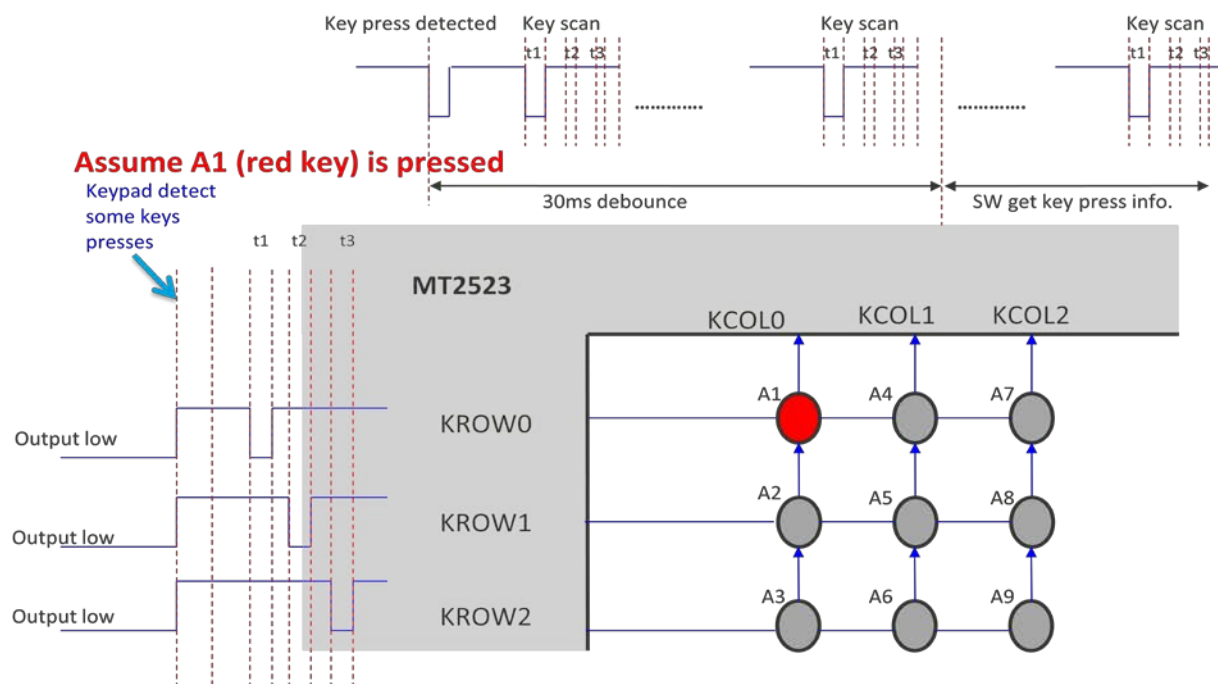 Key press detected
Key scan
Key scan
Key scan
t1
t2
t3
t1
t2
t3
t1
t2
t3
.............
.............
Assume A1 (red key) is pressed
Keypad detect
some keys
presses
30ms debounce
SW get key press info.
t1
t2
t3
MT2523
KCOL0
KCOL1
KCOL2
A1
A4
A7
Output low
KROW0
A2
A5
A8
Output low
KROW1
A3
A6
A9
Output low
KROW2